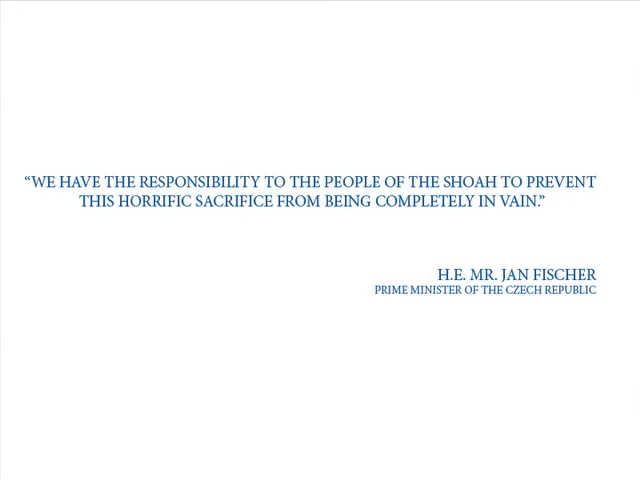 “WE HAVE THE RESPONSIBILITY TO THE PEOPLE OF THE SHOAH TO PREVENT
THIS HORRIFIC SACRIFICE FROM BEING COMPLETELY IN VAIN.”
H.E. MR. JAN FISCHER
PRIME MINISTER OF THE CZECH REPUBLIC